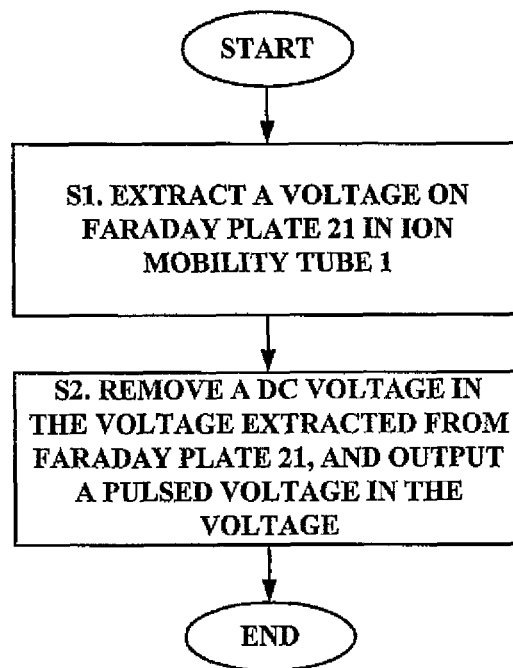 START
S1. EXTRACT A VOLTAGE ON
FARADAY PLATE 21 IN ION
MOBILITY TUBE 1
S2. REMOVE A DC VOLTAGE IN
THE VOLTAGE EXTRACTED FROM
FARADAY PLATE 21, AND OUTPUT
A PULSED VOLTAGE IN THE
VOLTAGE
END